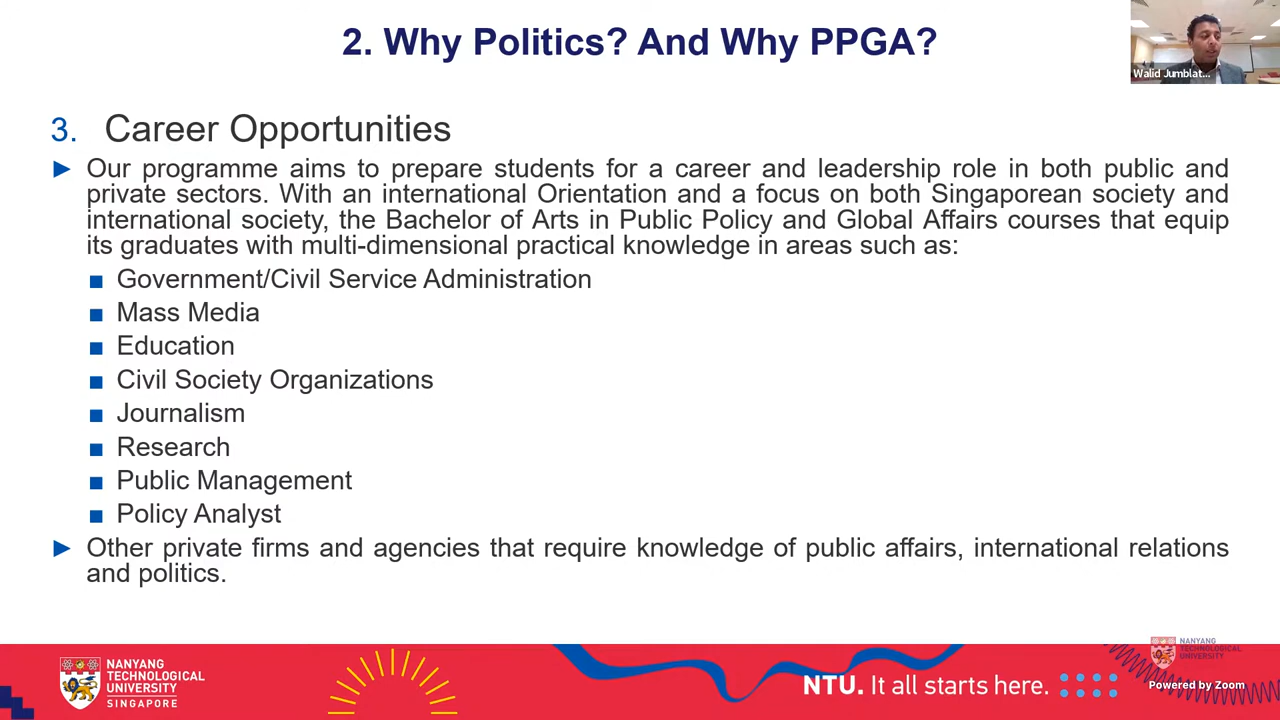 2. Why Politics? And Why PPGA?
Walid Jumblat...
3. Career Opportunities
► Our programme aims to prepare students for a career and leadership role in both public and
private sectors. With an international Orientation and a focus on both Singaporean society and
international society, the Bachelor of Arts in Public Policy and Global Affairs courses that equip
its graduates with multi-dimensional practical knowledge in areas such as:
■ Government/Civil Service Administration
■ Mass Media
■ Education
■ Civil Society Organizations
■ Journalism
■ Research
■ Public Management
■ Policy Analyst
► Other private firms and agencies that require knowledge of public affairs, international relations
and politics.
NANYANG
TECHNOLOGICAL
UNIVERSITY
SINGAPORE
NTU. It all starts here.
NANYANG
TECHNOLOGICAL
UNIVERSITY
Powered by Zoom